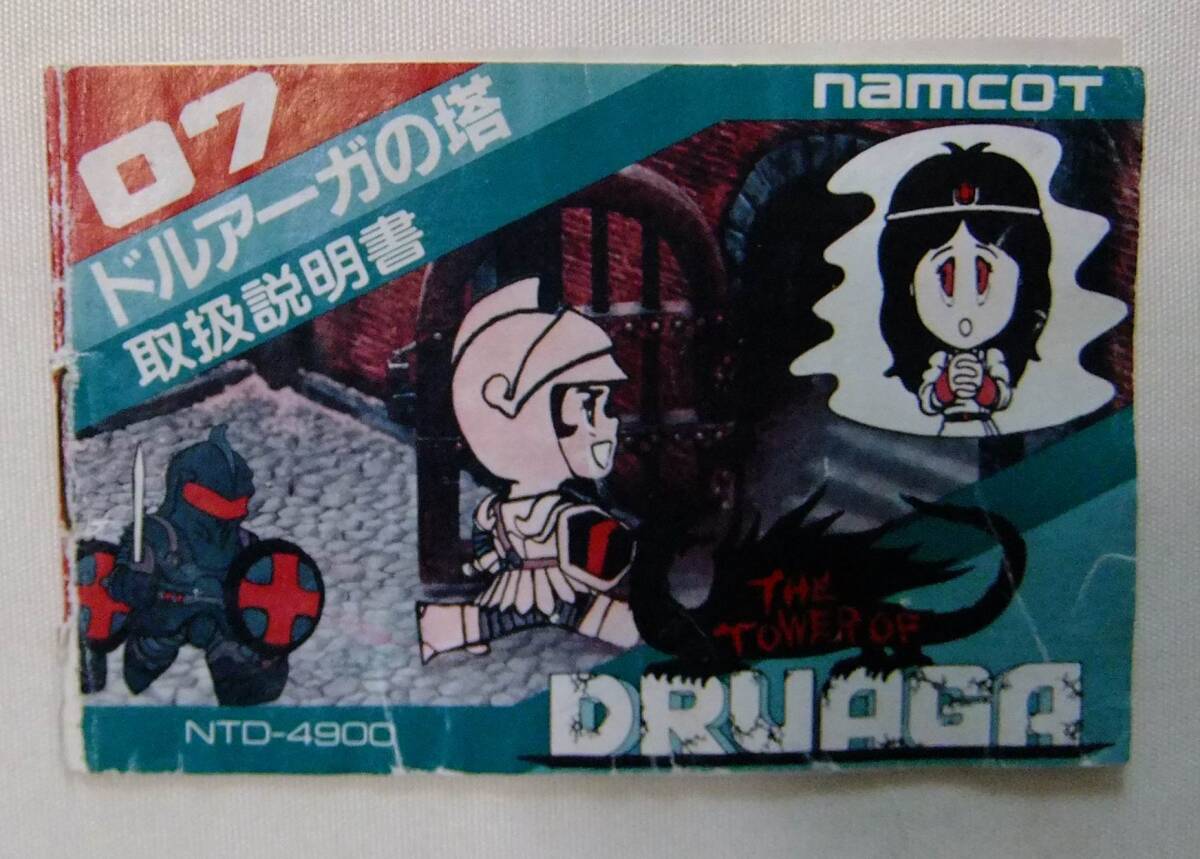 07
ドルアーガの塔
取扱説明書
namcot
THE
TOWER OF
DRUAGA
NTD-4900